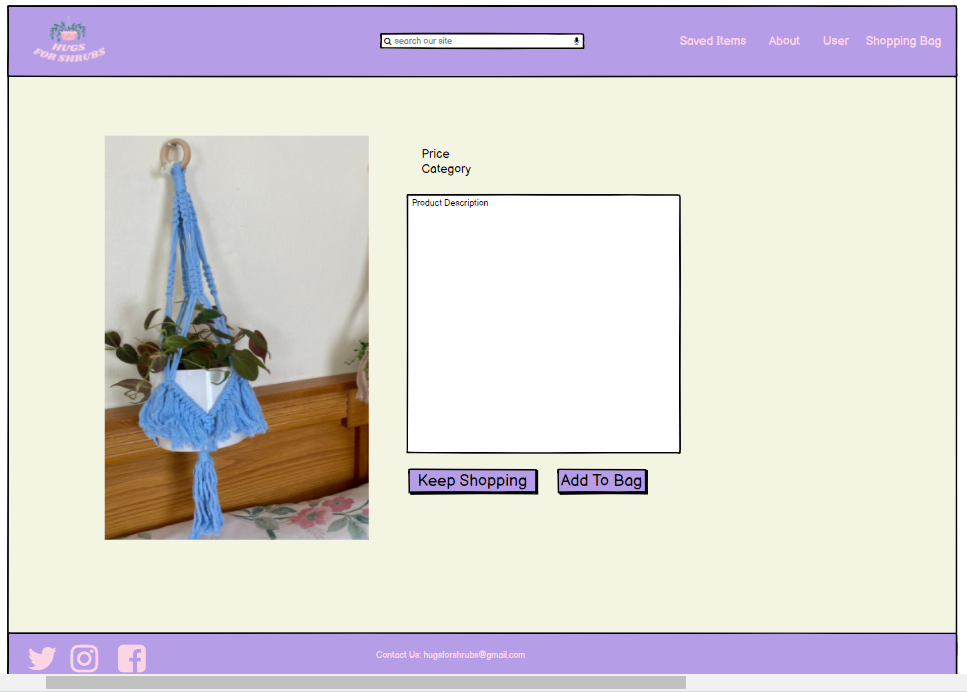 HUGS
FOR SHRUBS
search our site
Saved Items About User Shopping Bag
Price
Category
Product Description
Keep Shopping Add To Bag
Contact Us: hugsforshrubs@gmail.com